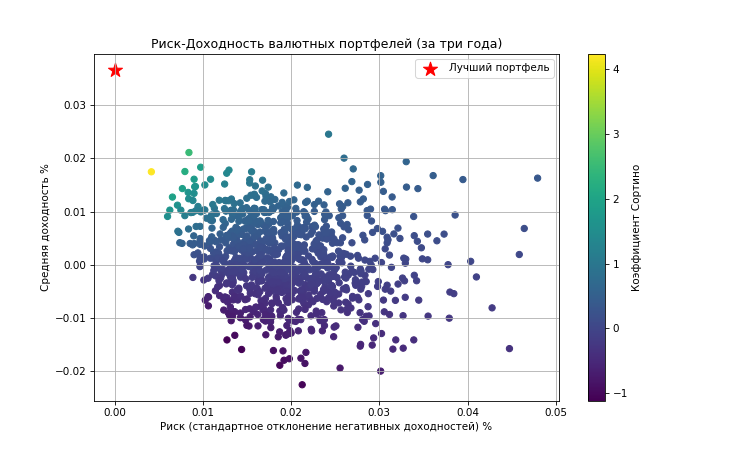 Риск-Доходность валютных портфелей (за три года)
Лучший портфель
Средняя доходность %
0.03
0.02
0.01
0.00
−0.01
−0.02
0.00 0.01 0.02 0.03 0.04 0.05
Риск (стандартное отклонение негативных доходностей) %
4
3
2
1
0
−1
Коэффициент Сортино